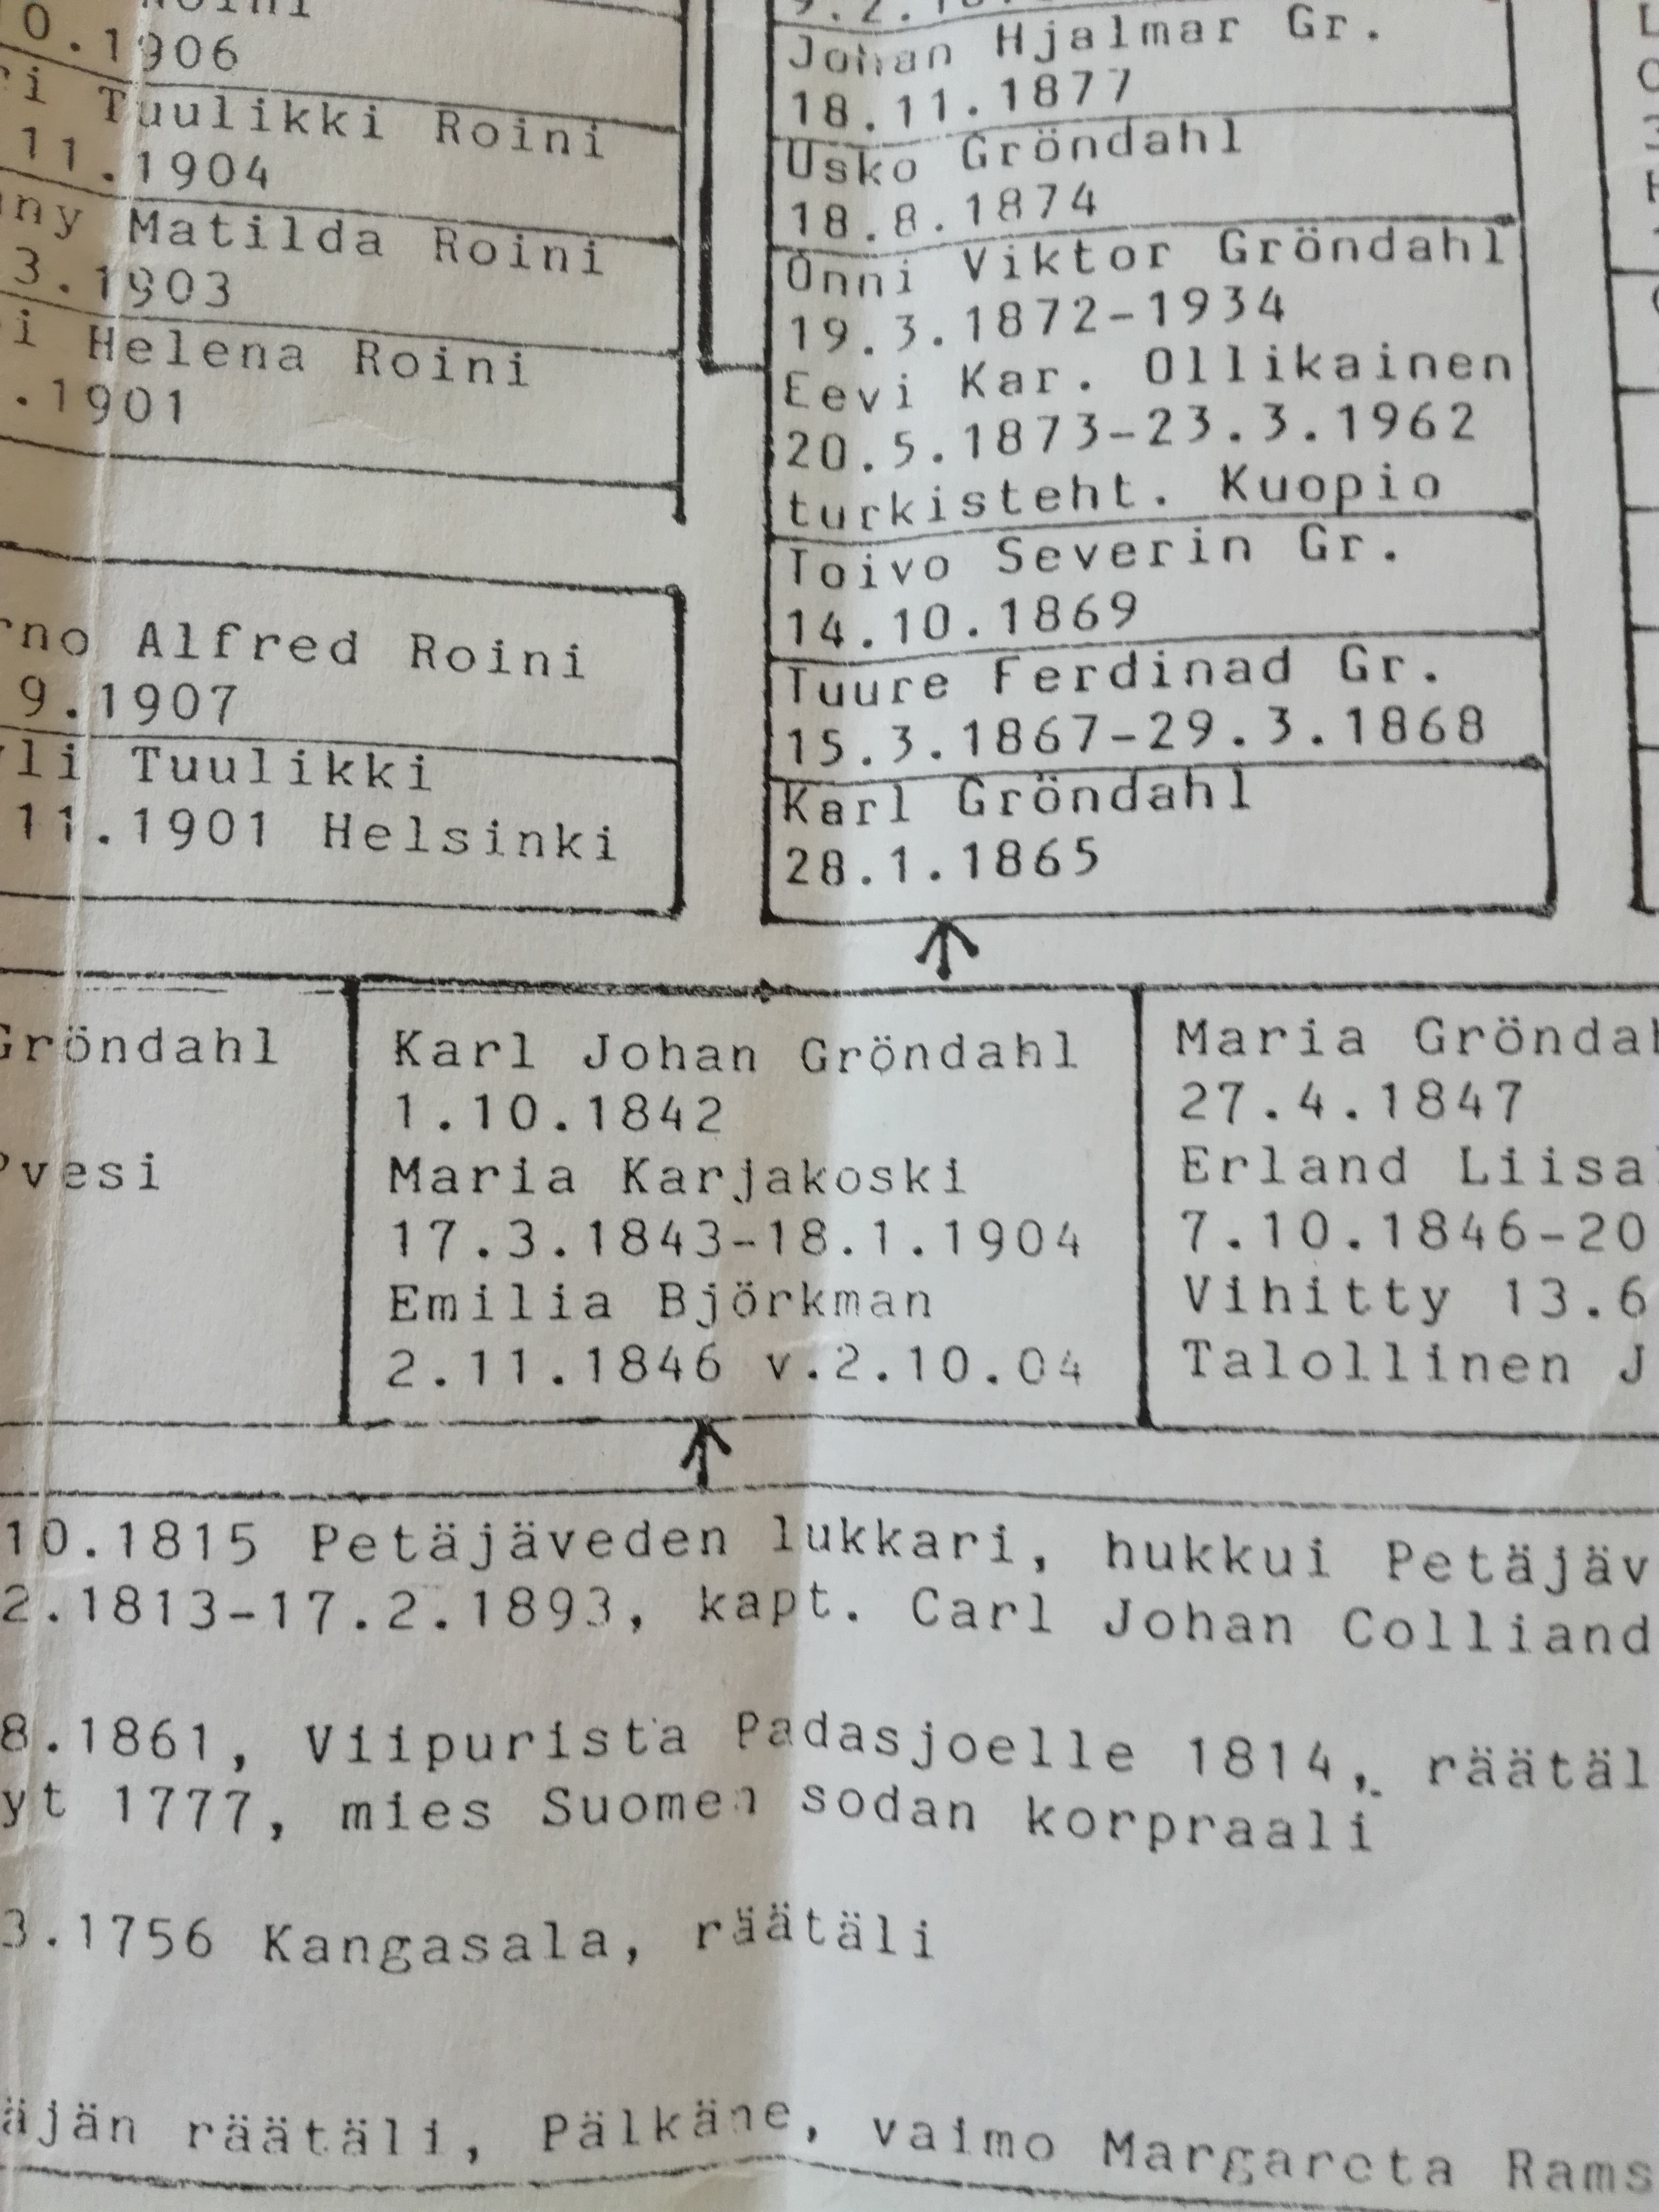 0.1906
Tuulikki Roini
11.1904
Matilda Roini
3.1903
Helena Roini
.1901
Alfred Roini
9.1907
Tuulikki
11.1901 Helsinki
Johan Hjalmar Gr.
18.11.1877
Usko Gröndahl
18.8.1874
Onni Viktor Gröndahl
19.3.1872-1934
Eevi Kar. Ollikainen
20.5.1873-23.3.1962
turkisteht. Kuopio
Toivo Severin Gr.
14.10.1869
Tuure Ferdinad Gr.
15.3.1867-29.3.1868
Karl Gröndahl
28.1.1865
Gröndahl
vesi
Karl Johan Gröndahl
1.10.1842
Maria Karjakoski
17.3.1843-18.1.1904
Emilia Björkman
2.11.1846 v.2.10.04
Maria Gröndah
27.4.1847
Erland Liisa
7.10.1846-20
Vihitty 13.6
Talollinen J
10.1815 Petäjäveden lukkari, hukkui Petäjäv
2.1813-17.2.1893, kapt. Carl Johan Colliand
8.1861, Viipurista Padasjoelle 1814, räätäl
yt 1777, mies Suomen sodan korpraali
3.1756 Kangasala, räätäli
äjän räätäli, Pälkäne, vaimo Margareta Rams